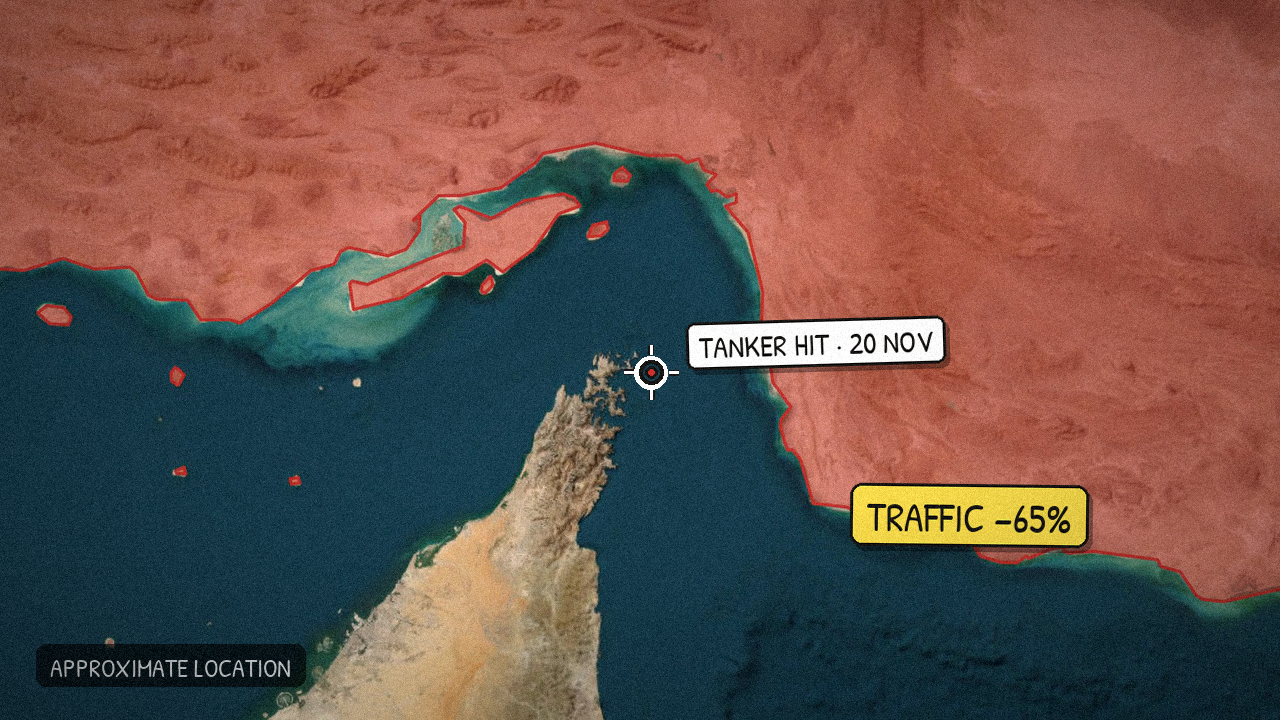 TANKER HIT · 20 NOV
TRAFFIC –65%
APPROXIMATE LOCATION